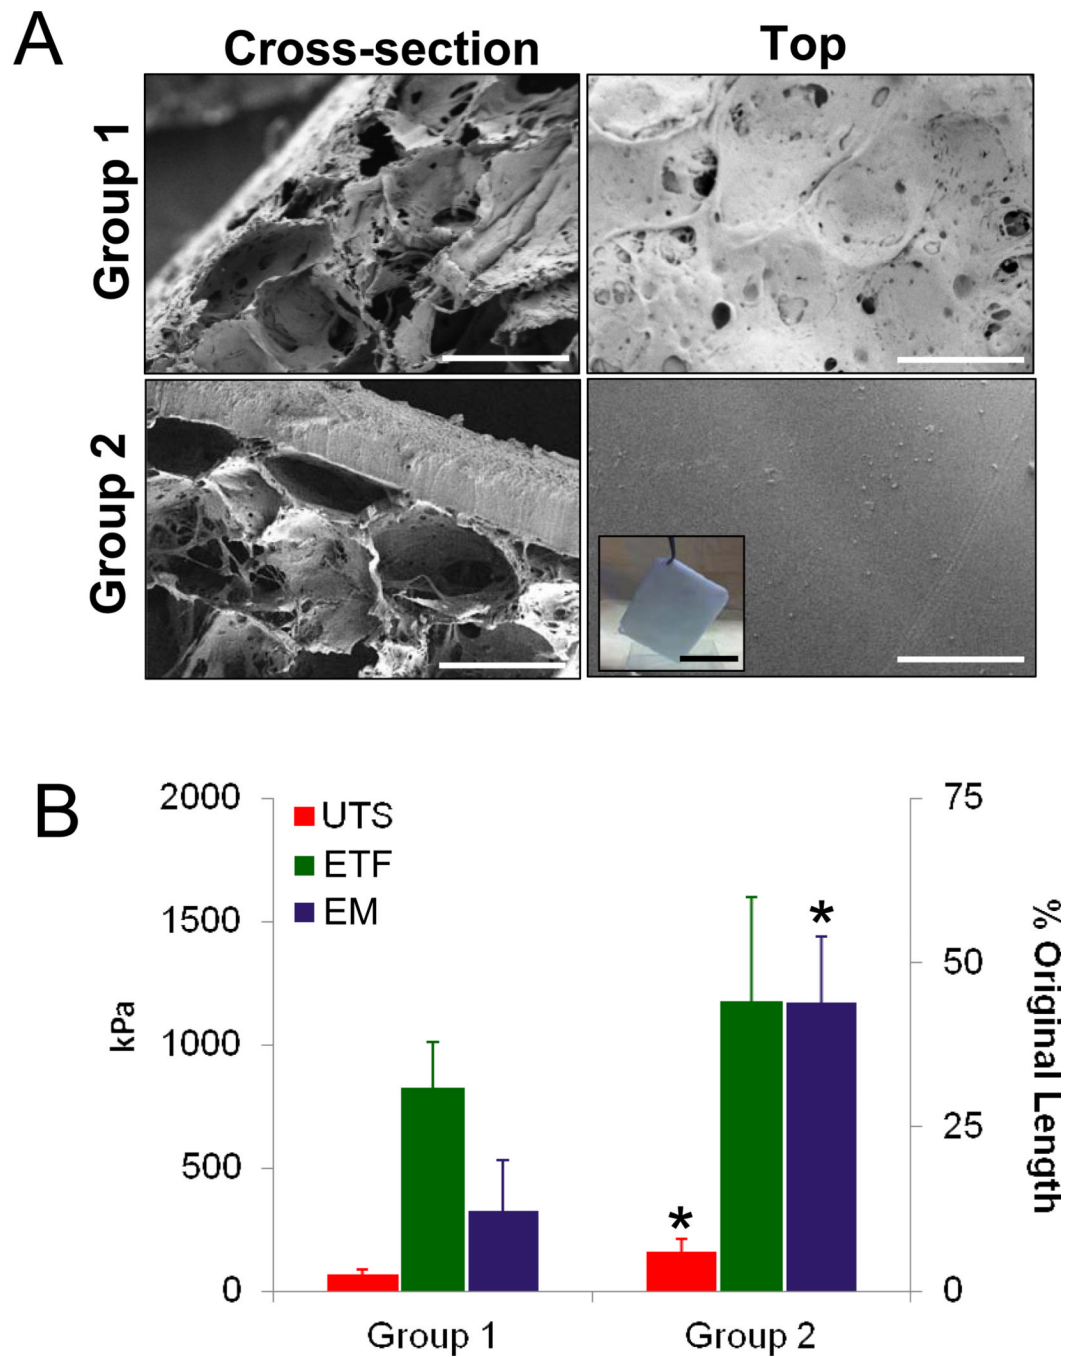 A
Cross-section
Top
Group 1
Group 2
B
2000
1500
1000
500
0
kPa
UTS
ETF
EM
*
*
75
50
25
0
% Original Length
Group 1
Group 2